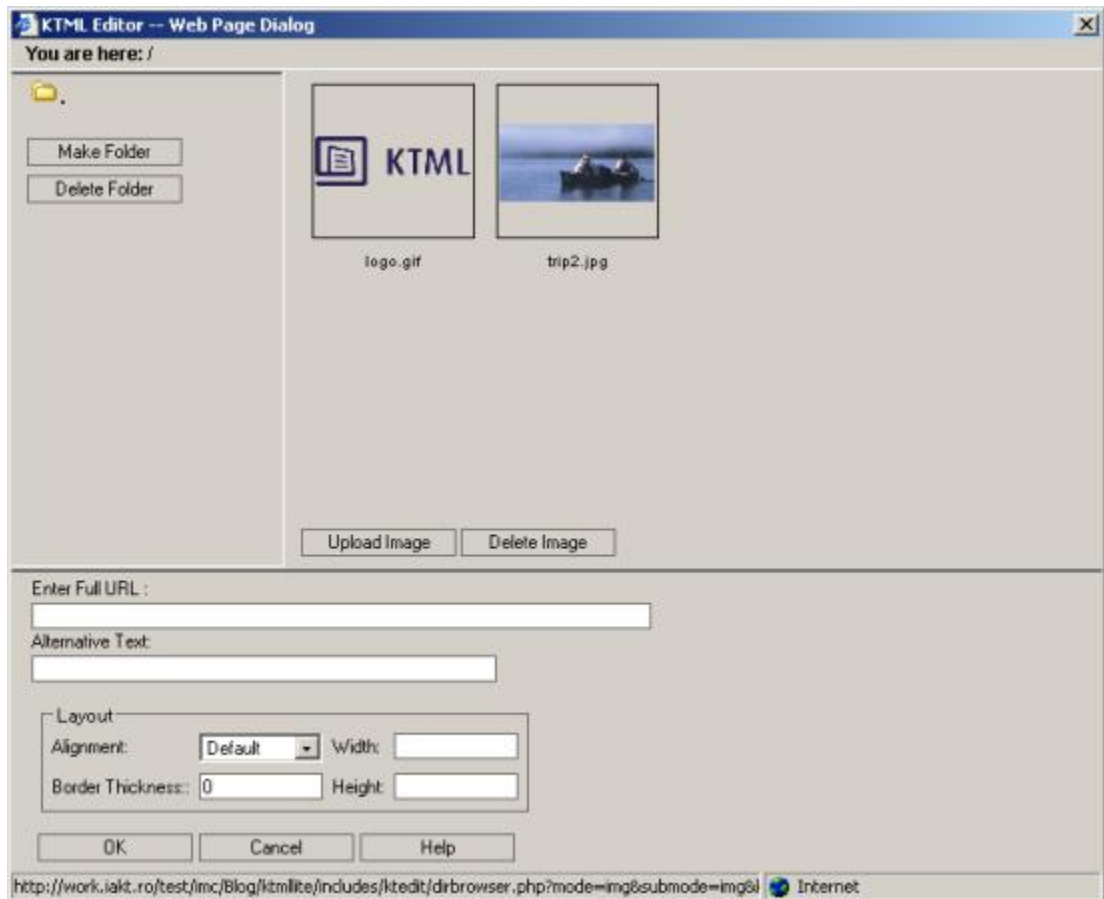 KTML Editor -- Web Page Dialog
You are here: /
.
Make Folder
Delete Folder
KTML
logo.gif
trip2.jpg
Upload Image
Delete Image
Enter Full URL :
Alternative Text:
Layout
Alignment: Default Width:
Border Thickness:: 0 Height:
OK Cancel Help
http://work.iakt.ro/test/imc/Blog/ktmllite/includes/ktedit/dirbrowser.php?mode=img&submode=img& Internet